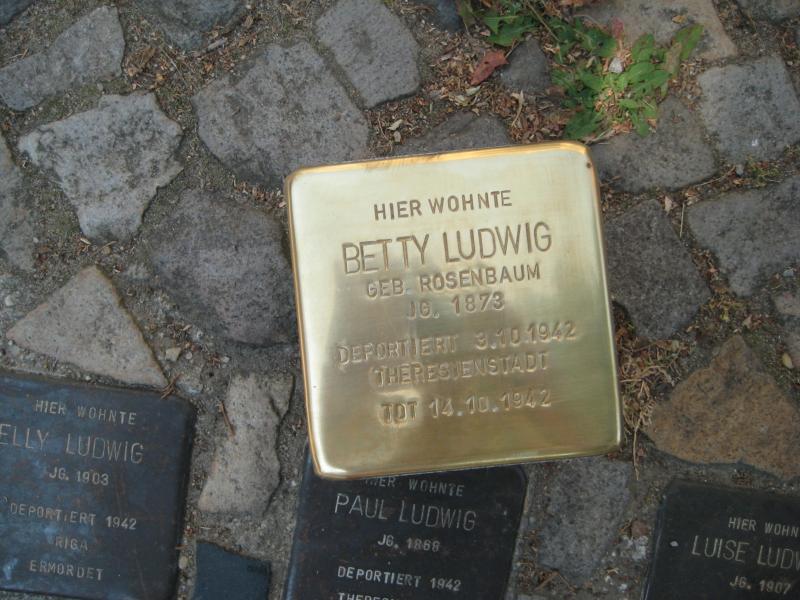 HIER WOHNTE
BETTY LUDWIG
GEB. ROSENBAUM
JG. 1873
DEPORTIERT 3.10.1942
THERESIENSTADT
TOT 14.10.1942
HIER WOHNTE
ELLY LUDWIG
JG. 1903
DEPORTIERT 1942
RIGA
ERMORDET
HIER WOHNTE
PAUL LUDWIG
JG. 1868
DEPORTIERT 1942
HIER WOHN
LUISE LUDW
JG. 1907